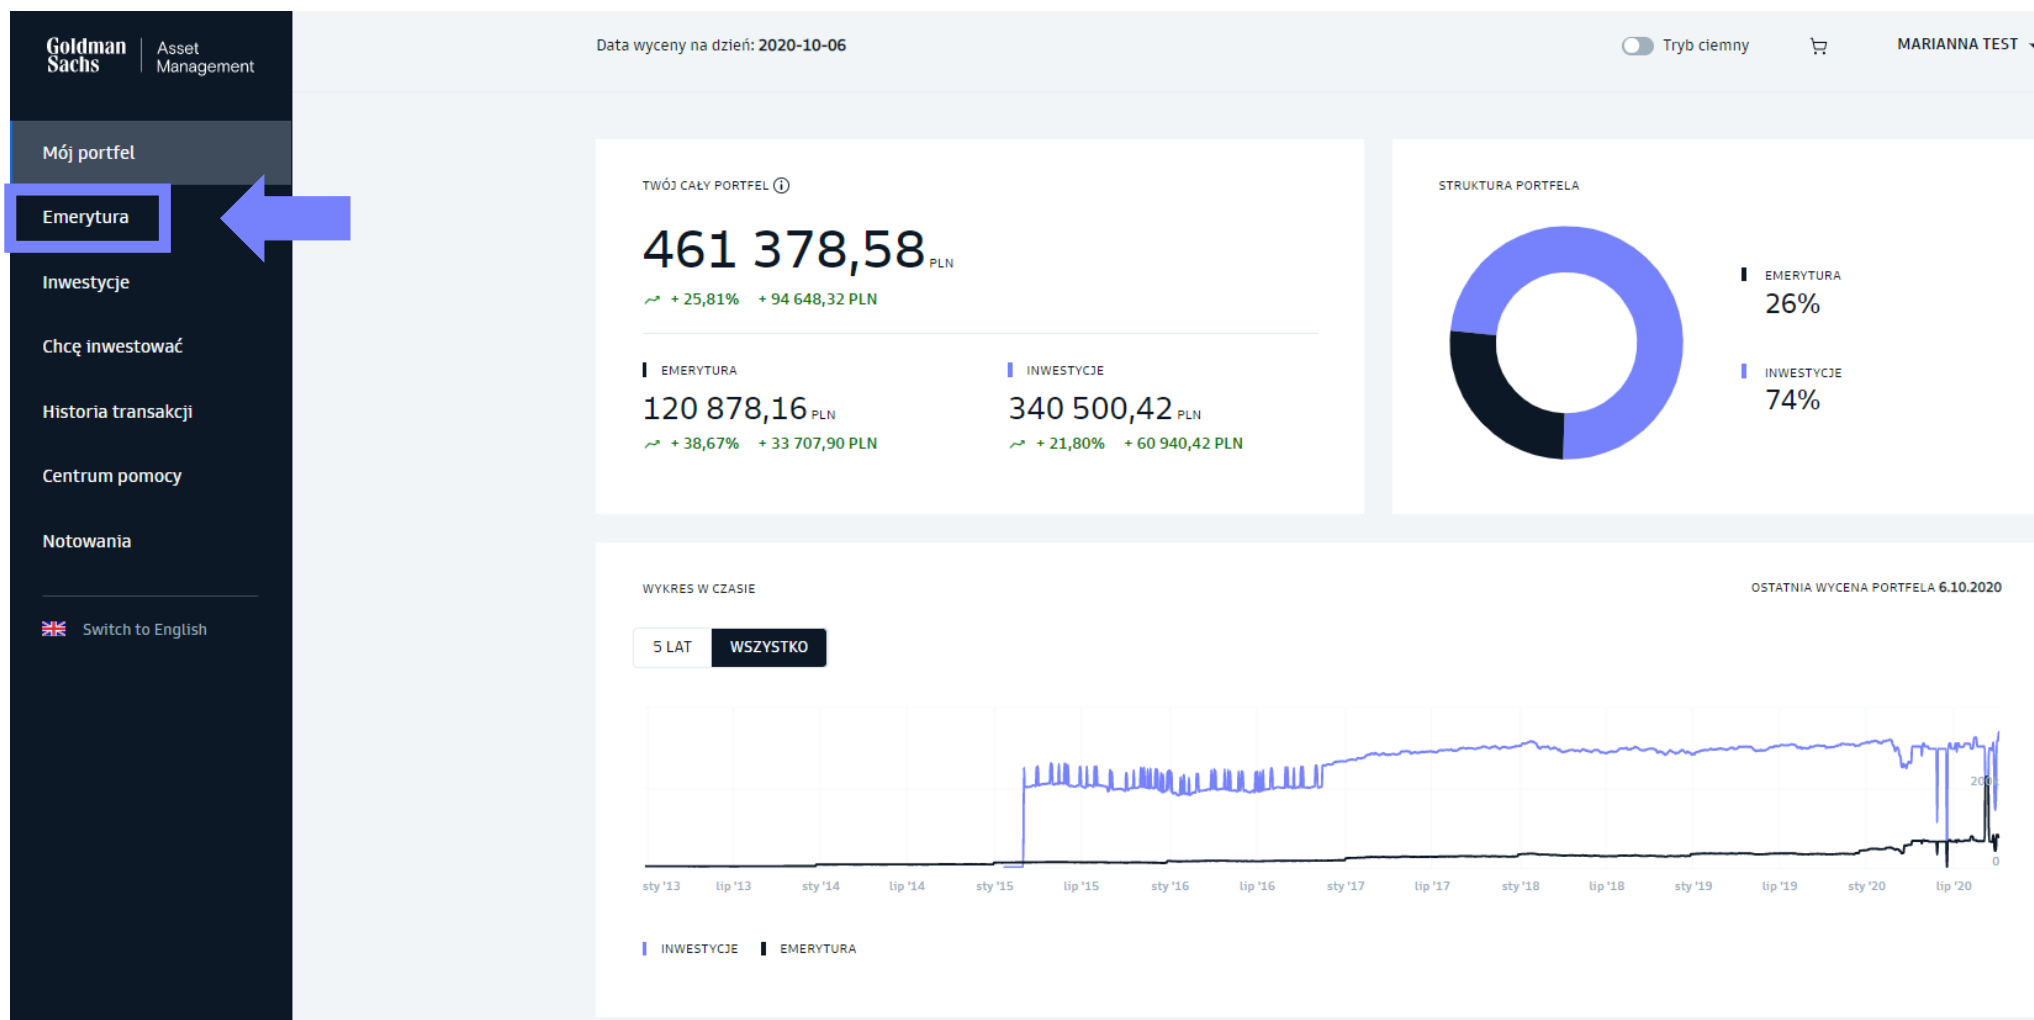 Goldman Sachs
Asset Management
Data wyceny na dzień: 2020-10-06
Tryb ciemny
MARIANNA TEST
Mój portfel
Emerytura
Inwestycje
Chcę inwestować
Historia transakcji
Centrum pomocy
Notowania
Switch to English
TWÓJ CAŁY PORTFEL
461 378,58 PLN
+ 25,81% + 94 648,32 PLN
EMERYTURA
120 878,16 PLN
+ 38,67% + 33 707,90 PLN
INWESTYCJE
340 500,42 PLN
+ 21,80% + 60 940,42 PLN
STRUKTURA PORTFELA
EMERYTURA
26%
INWESTYCJE
74%
WYKRES W CZASIE
OSTATNIA WYCENA PORTFELA 6.10.2020
5 LAT WSZYSTKO
0
sty '13 lip '13 sty '14 lip '14 sty '15 lip '15 sty '16 lip '16 sty '17 lip '17 sty '18 lip '18 sty '19 lip '19 sty '20 lip '20
INWESTYCJE EMERYTURA